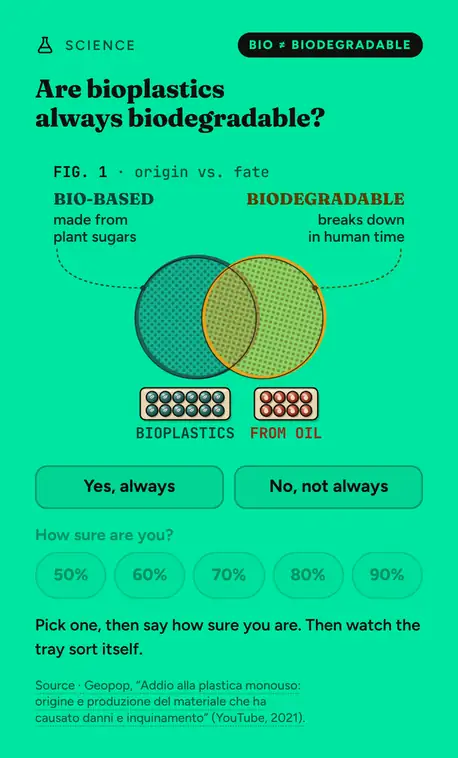 SCIENCE
BIO ≠ BIODEGRADABLE
Are bioplastics
always biodegradable?
FIG. 1 · origin vs. fate
BIO-BASED
made from
plant sugars
BIODEGRADABLE
breaks down
in human time
BIOPLASTICS
FROM OIL
Yes, always
No, not always
How sure are you?
50%
60%
70%
80%
90%
Pick one, then say how sure you are. Then watch the
tray sort itself.
Source · Geopop, “Addio alla plastica monouso:
origine e produzione del materiale che ha
causato danni e inquinamento” (YouTube, 2021).